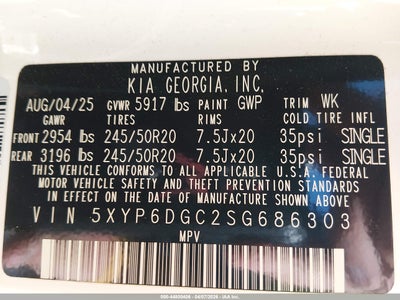 MANUFACTURED BY
KIA GEORGIA, INC.
AUG/04/25 GVWR 5917 lbs PAINT GWP TRIM WK
GAWR TIRES RIMS COLD TIRE INFL
FRONT 2954 lbs 245/50R20 7.5Jx20 35psi SINGLE
REAR 3196 lbs 245/50R20 7.5Jx20 35psi SINGLE
THIS VEHICLE CONFORMS TO ALL APPLICABLE U.S.A FEDERAL
MOTOR VEHICLE SAFETY AND THEFT PREVENTION STANDARDS
IN EFFECT ON THE DATE OF MANUFACTURE SHOWN ABOVE
VIN 5XYP6DGC2SG686303
MPV